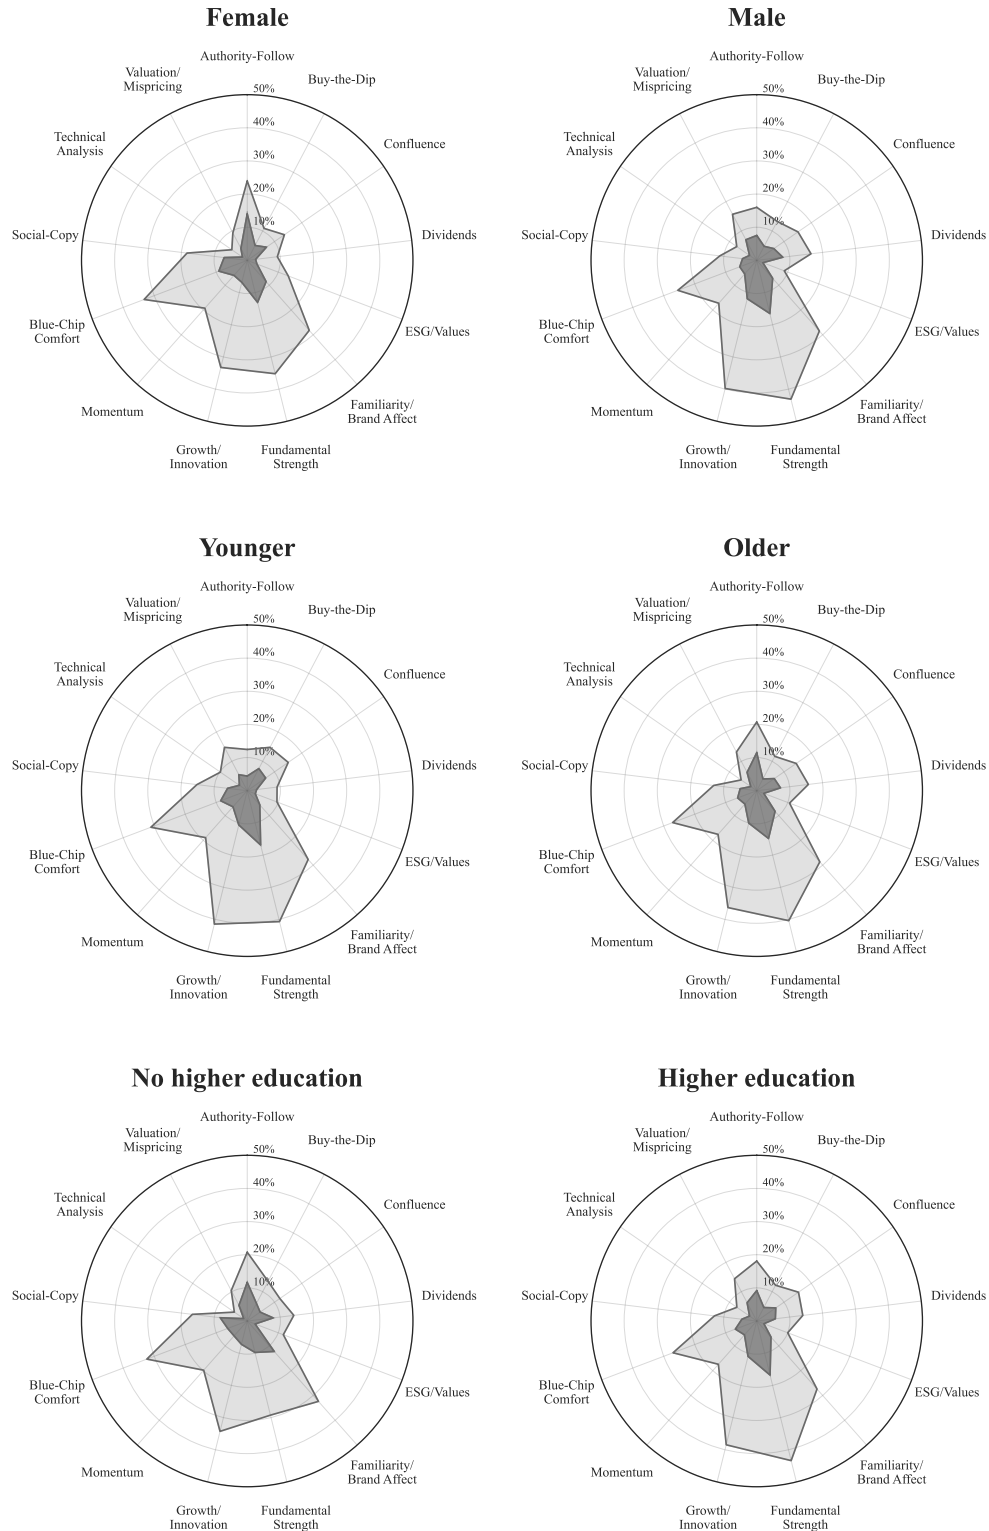 Female
Authority-Follow
Buy-the-Dip
Confluence
Dividends
ESG/Values
Familiarity/
Brand Affect
Fundamental
Strength
Growth/
Innovation
Momentum
Blue-Chip
Comfort
Social-Copy
Technical
Analysis
Valuation/
Mispricing
50%
40%
30%
20%
10%
Male
Authority-Follow
Buy-the-Dip
Confluence
Dividends
ESG/Values
Familiarity/
Brand Affect
Fundamental
Strength
Growth/
Innovation
Momentum
Blue-Chip
Comfort
Social-Copy
Technical
Analysis
Valuation/
Mispricing
50%
40%
30%
20%
10%
Younger
Authority-Follow
Buy-the-Dip
Confluence
Dividends
ESG/Values
Familiarity/
Brand Affect
Fundamental
Strength
Growth/
Innovation
Momentum
Blue-Chip
Comfort
Social-Copy
Technical
Analysis
Valuation/
Mispricing
50%
40%
30%
20%
10%
Older
Authority-Follow
Buy-the-Dip
Confluence
Dividends
ESG/Values
Familiarity/
Brand Affect
Fundamental
Strength
Growth/
Innovation
Momentum
Blue-Chip
Comfort
Social-Copy
Technical
Analysis
Valuation/
Mispricing
50%
40%
30%
20%
10%
No higher education
Authority-Follow
Buy-the-Dip
Confluence
Dividends
ESG/Values
Familiarity/
Brand Affect
Fundamental
Strength
Growth/
Innovation
Momentum
Blue-Chip
Comfort
Social-Copy
Technical
Analysis
Valuation/
Mispricing
50%
40%
30%
20%
10%
Higher education
Authority-Follow
Buy-the-Dip
Confluence
Dividends
ESG/Values
Familiarity/
Brand Affect
Fundamental
Strength
Growth/
Innovation
Momentum
Blue-Chip
Comfort
Social-Copy
Technical
Analysis
Valuation/
Mispricing
50%
40%
30%
20%
10%